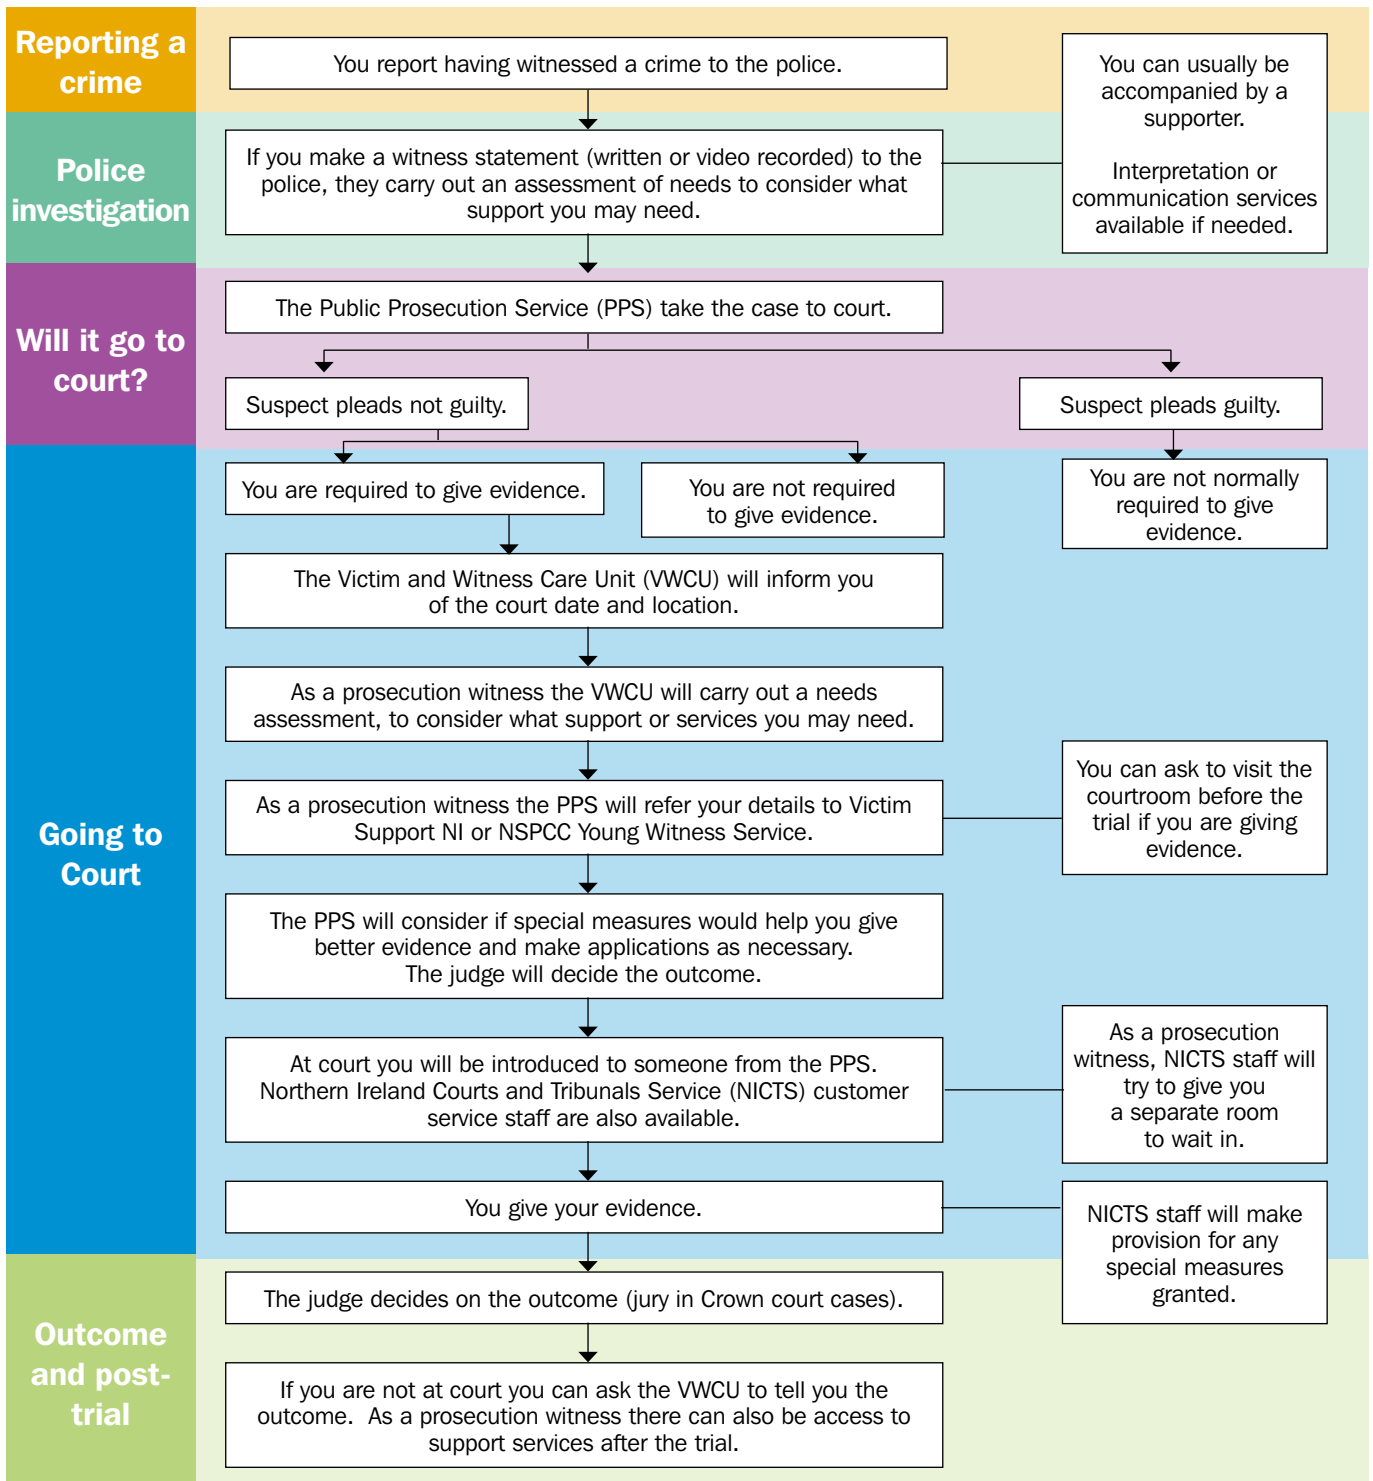 Reporting a
crime
You report having witnessed a crime to the police.
You can usually be
accompanied by a
supporter.
Interpretation or
communication services
available if needed.
Police
investigation
If you make a witness statement (written or video recorded) to the
police, they carry out an assessment of needs to consider what
support you may need.
Will it go to
court?
The Public Prosecution Service (PPS) take the case to court.
Suspect pleads not guilty.
Suspect pleads guilty.
Going to
Court
You are required to give evidence.
You are not required
to give evidence.
You are not normally
required to give
evidence.
The Victim and Witness Care Unit (VWCU) will inform you
of the court date and location.
As a prosecution witness the VWCU will carry out a needs
assessment, to consider what support or services you may need.
As a prosecution witness the PPS will refer your details to Victim
Support NI or NSPCC Young Witness Service.
You can ask to visit the
courtroom before the
trial if you are giving
evidence.
The PPS will consider if special measures would help you give
better evidence and make applications as necessary.
The judge will decide the outcome.
At court you will be introduced to someone from the PPS.
Northern Ireland Courts and Tribunals Service (NICTS) customer
service staff are also available.
As a prosecution
witness, NICTS staff will
try to give you
a separate room
to wait in.
You give your evidence.
NICTS staff will make
provision for any
special measures
granted.
Outcome
and post-
trial
The judge decides on the outcome (jury in Crown court cases).
If you are not at court you can ask the VWCU to tell you the
outcome.  As a prosecution witness there can also be access to
support services after the trial.